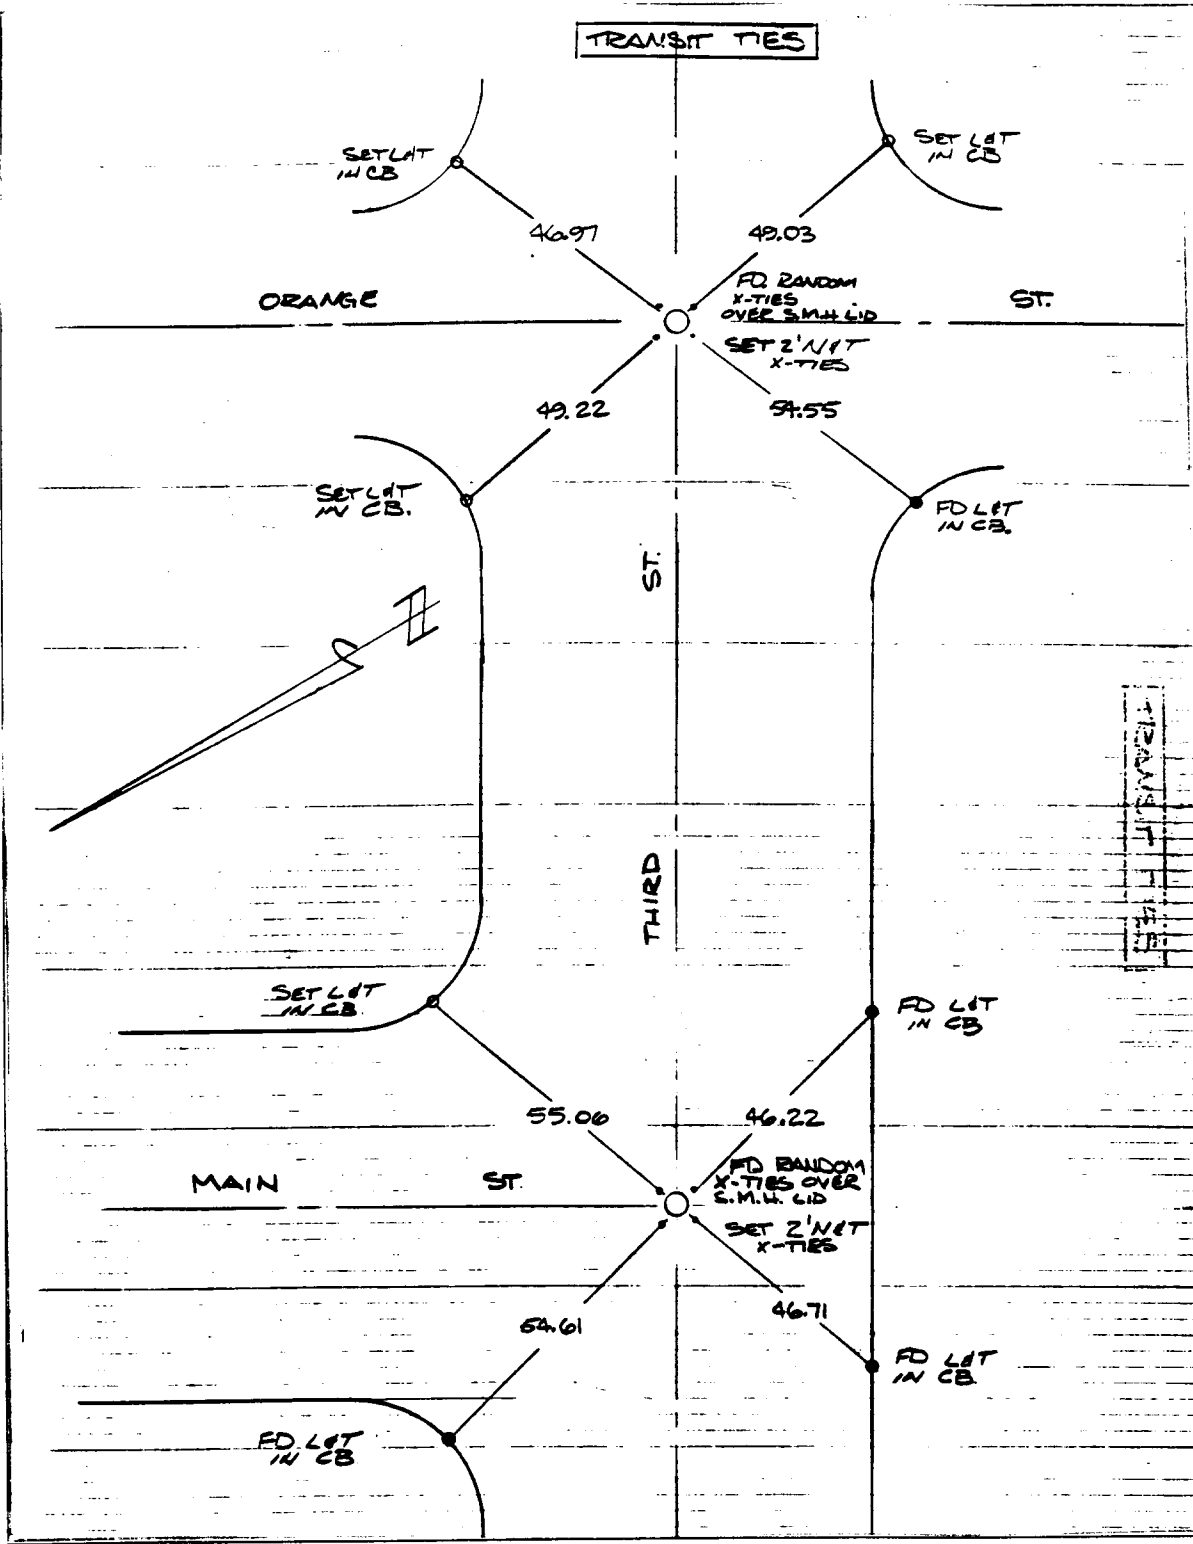 TRANSIT TIES
SET L&T
IN CB
SET L&T
IN CB
46.97
49.03
FD. RANDOM
X-TIES
OVER S.M.H LID
ORANGE
ST.
SET 2' N&T
X-TIES
49.22
54.55
SET L&T
IN CB.
FD L&T
IN CB.
ST.
N
TRANSIT TIES
THIRD
SET L&T
IN CB
FD L&T
IN CB
55.06
46.22
FD RANDOM
X-TIES OVER
S.M.H. LID
MAIN
ST.
SET 2' N&T
X-TIES
54.61
46.71
FD L&T
IN CB
FD L&T
IN CB